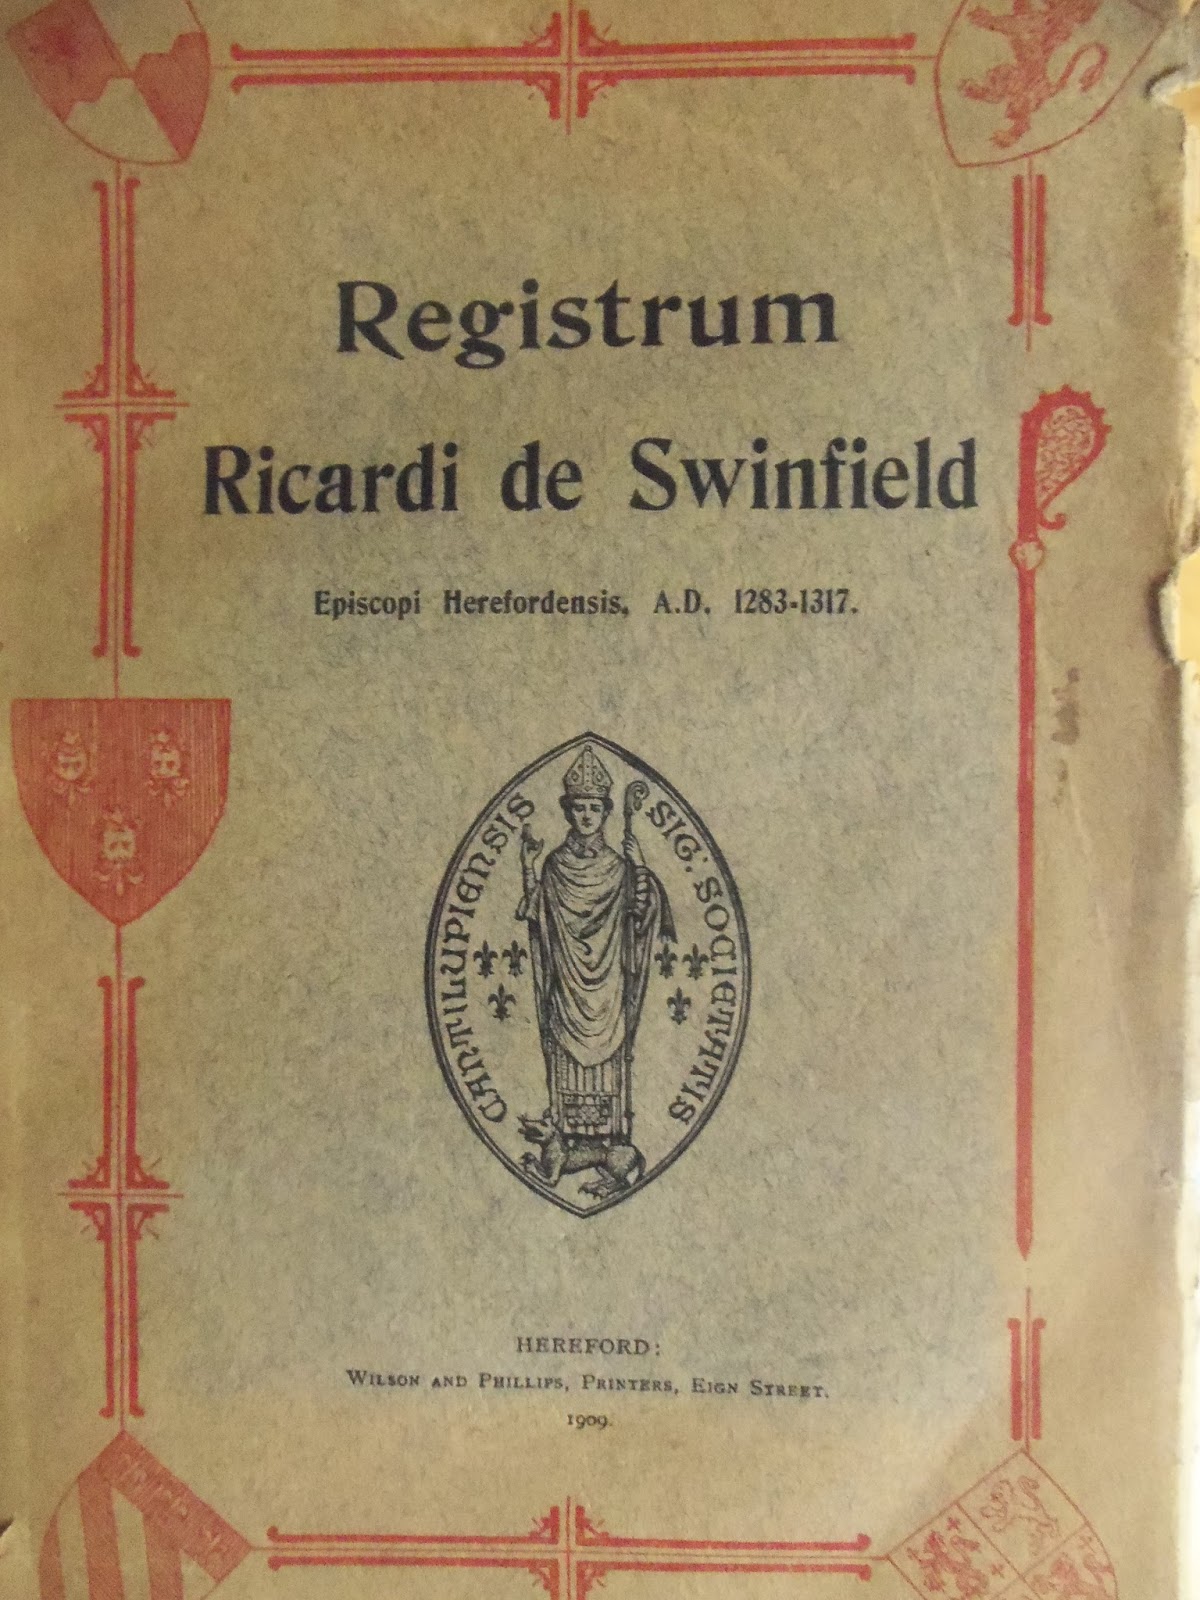 Registrum
Ricardi de Swinfield
Episcopi Herefordensis, A.D. 1283-1317.
SIG. SOCIETATIS
CANTILUPIENSIS
HEREFORD:
WILSON AND PHILLIPS, PRINTERS, EIGN STREET.
1909.